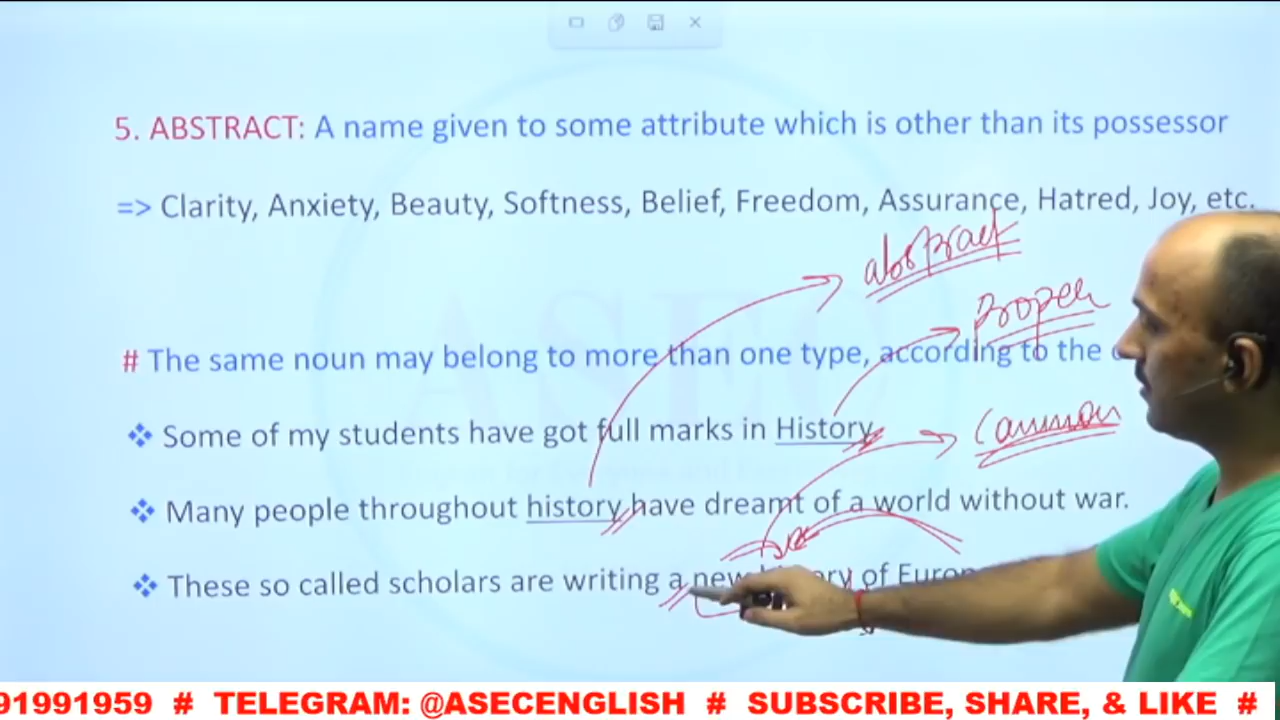 5. ABSTRACT: A name given to some attribute which is other than its possessor
=> Clarity, Anxiety, Beauty, Softness, Belief, Freedom, Assurance, Hatred, Joy, etc.
abstract
Proper
# The same noun may belong to more than one type, according to the
Common
❖ Some of my students have got full marks in History.
❖ Many people throughout history have dreamt of a world without war.
❖ These so called scholars are writing a new of
ASEC
91991959 # TELEGRAM: @ASECENGLISH # SUBSCRIBE, SHARE, & LIKE #